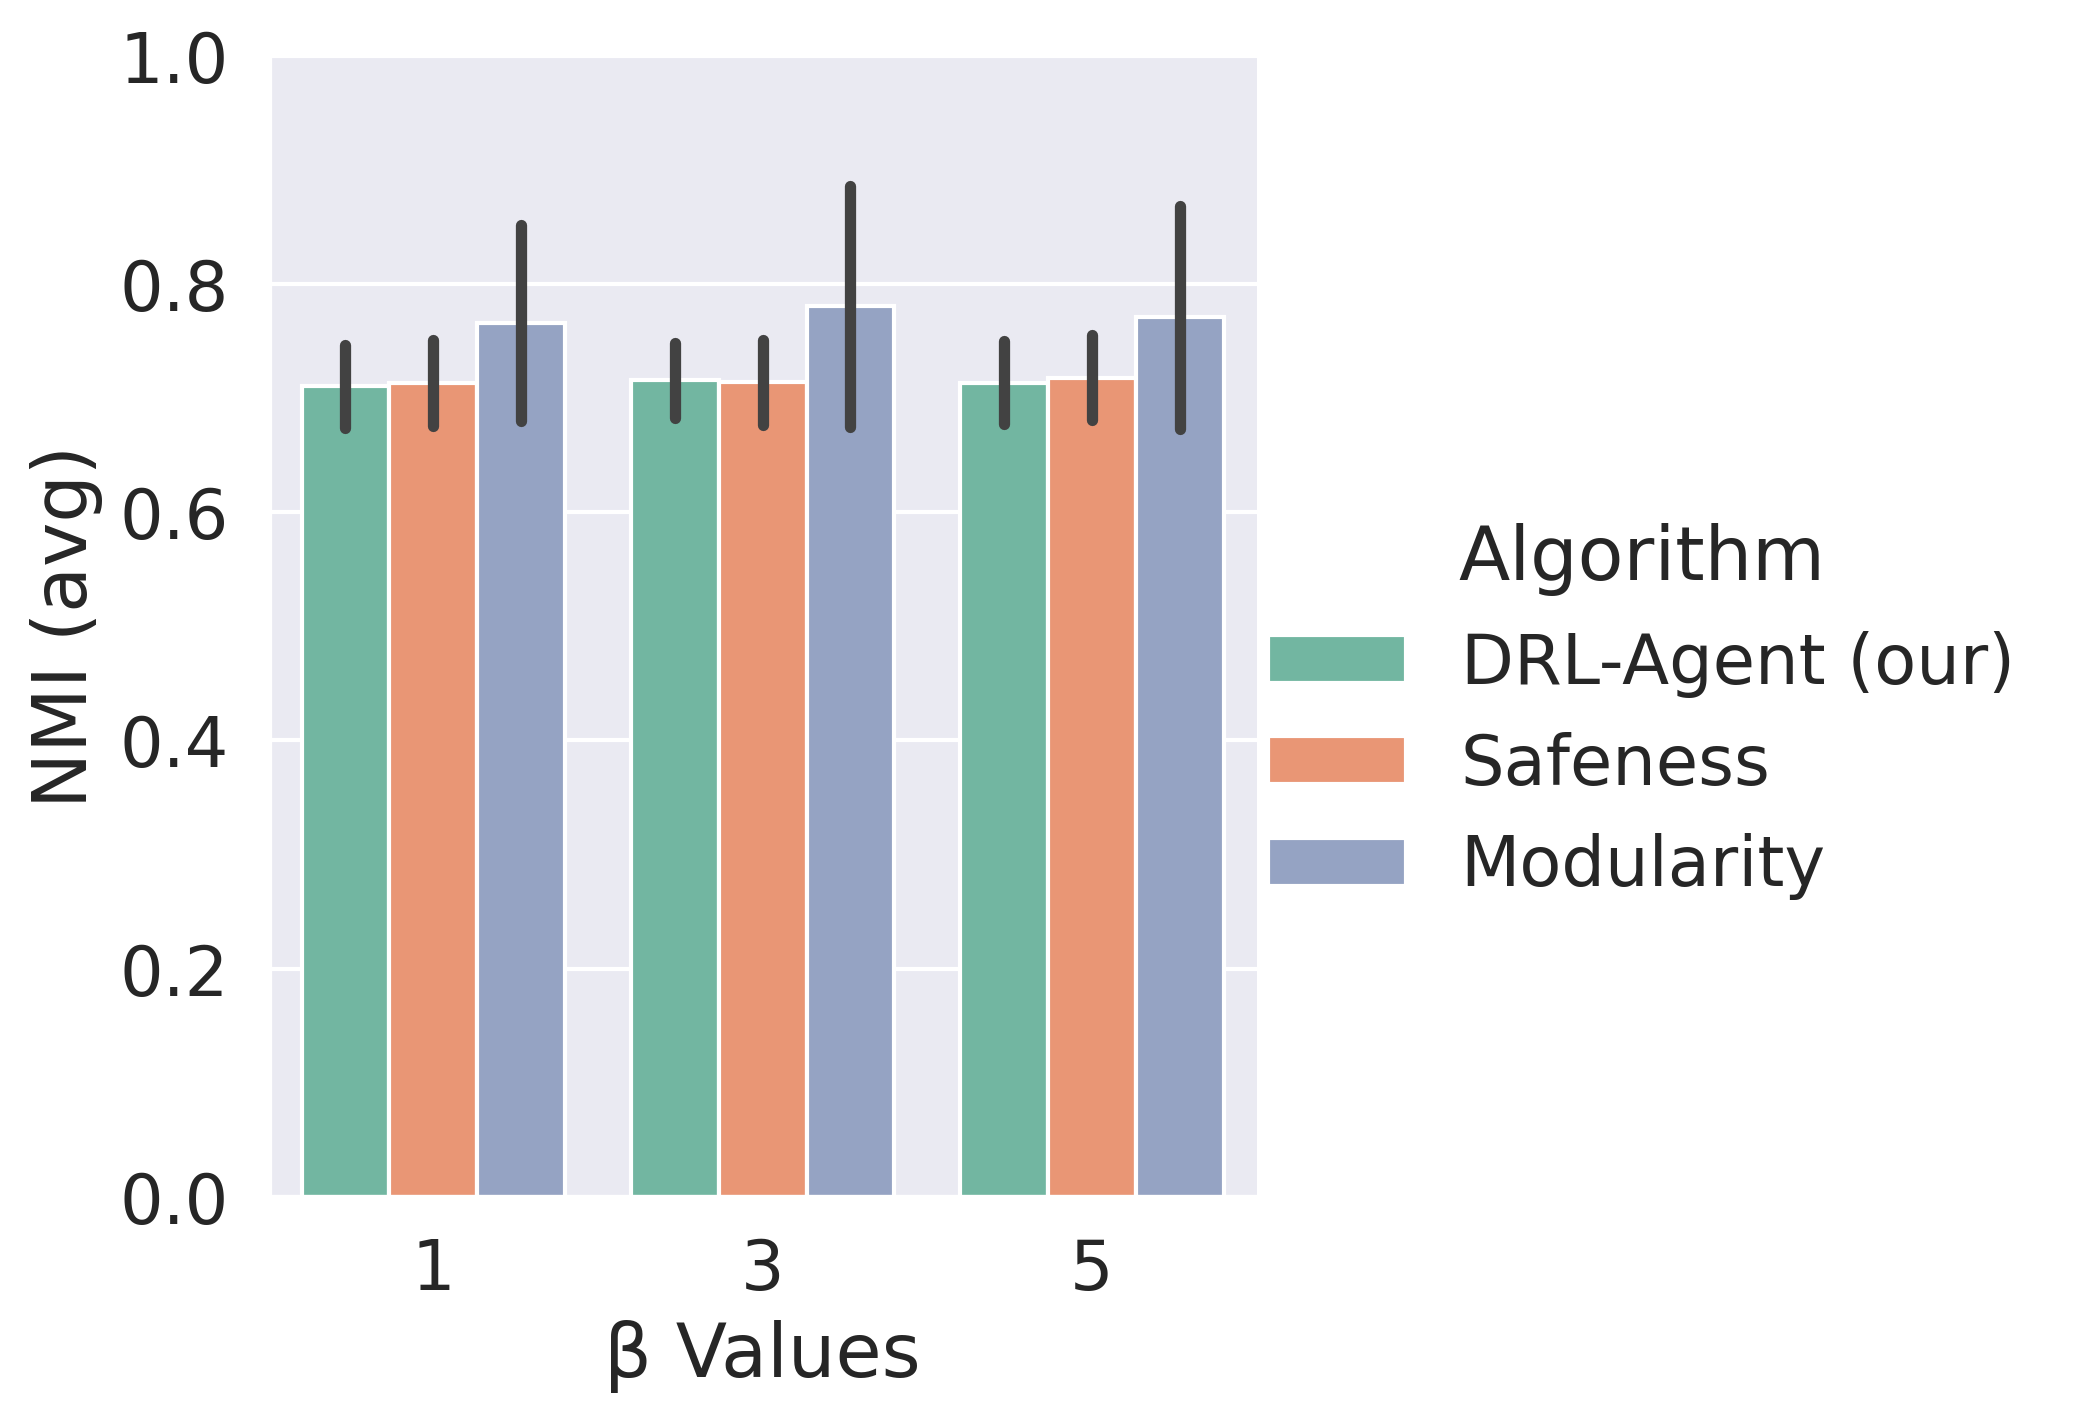 1.0
0.8
0.6
0.4
0.2
0.0
NMI (avg)
1 3 5
β Values
Algorithm
DRL-Agent (our)
Safeness
Modularity